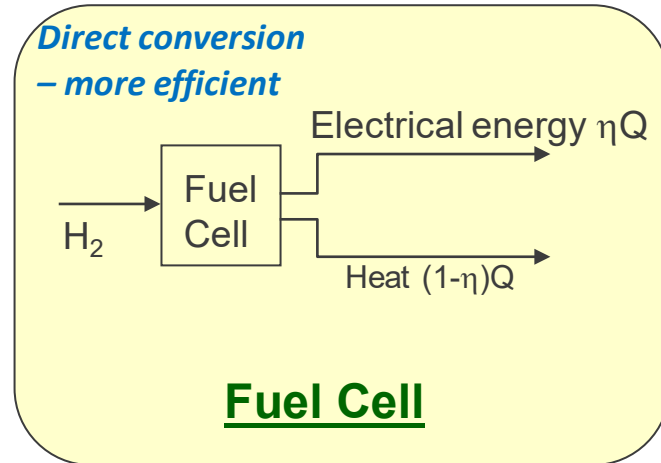 Direct conversion
– more efficient
Electrical energy ηQ
Fuel
Cell
H₂
Heat (1-η)Q
Fuel Cell